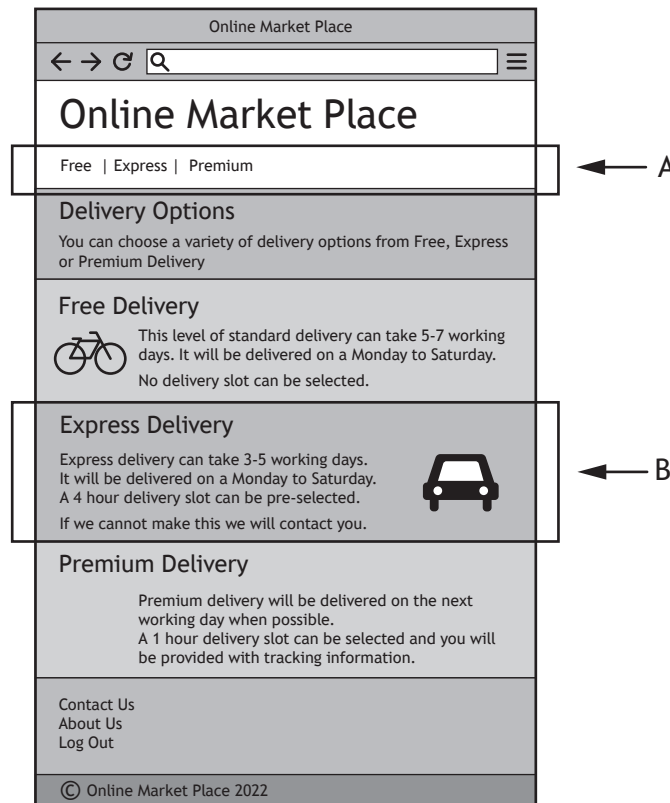 Online Market Place
Online Market Place
Free | Express | Premium
A
Delivery Options
You can choose a variety of delivery options from Free, Express
or Premium Delivery
Free Delivery
This level of standard delivery can take 5-7 working
days. It will be delivered on a Monday to Saturday.
No delivery slot can be selected.
Express Delivery
Express delivery can take 3-5 working days.
It will be delivered on a Monday to Saturday.
A 4 hour delivery slot can be pre-selected.
If we cannot make this we will contact you.
B
Premium Delivery
Premium delivery will be delivered on the next
working day when possible.
A 1 hour delivery slot can be selected and you will
be provided with tracking information.
Contact Us
About Us
Log Out
© Online Market Place 2022